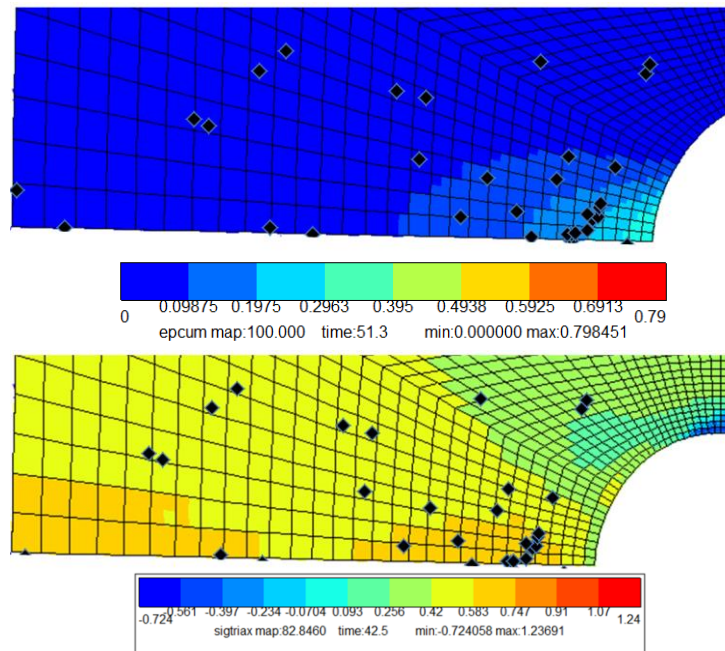 0.09875 0.1975 0.2963 0.395 0.4938 0.5925 0.6913
0 0.79
epcum map:100.000 time:51.3 min:0.000000 max:0.798451
-0.561 -0.397 -0.234 -0.0704 0.093 0.256 0.42 0.583 0.747 0.91 1.07
-0.724 1.24
sigtriax map:82.8460 time:42.5 min:-0.724058 max:1.23691